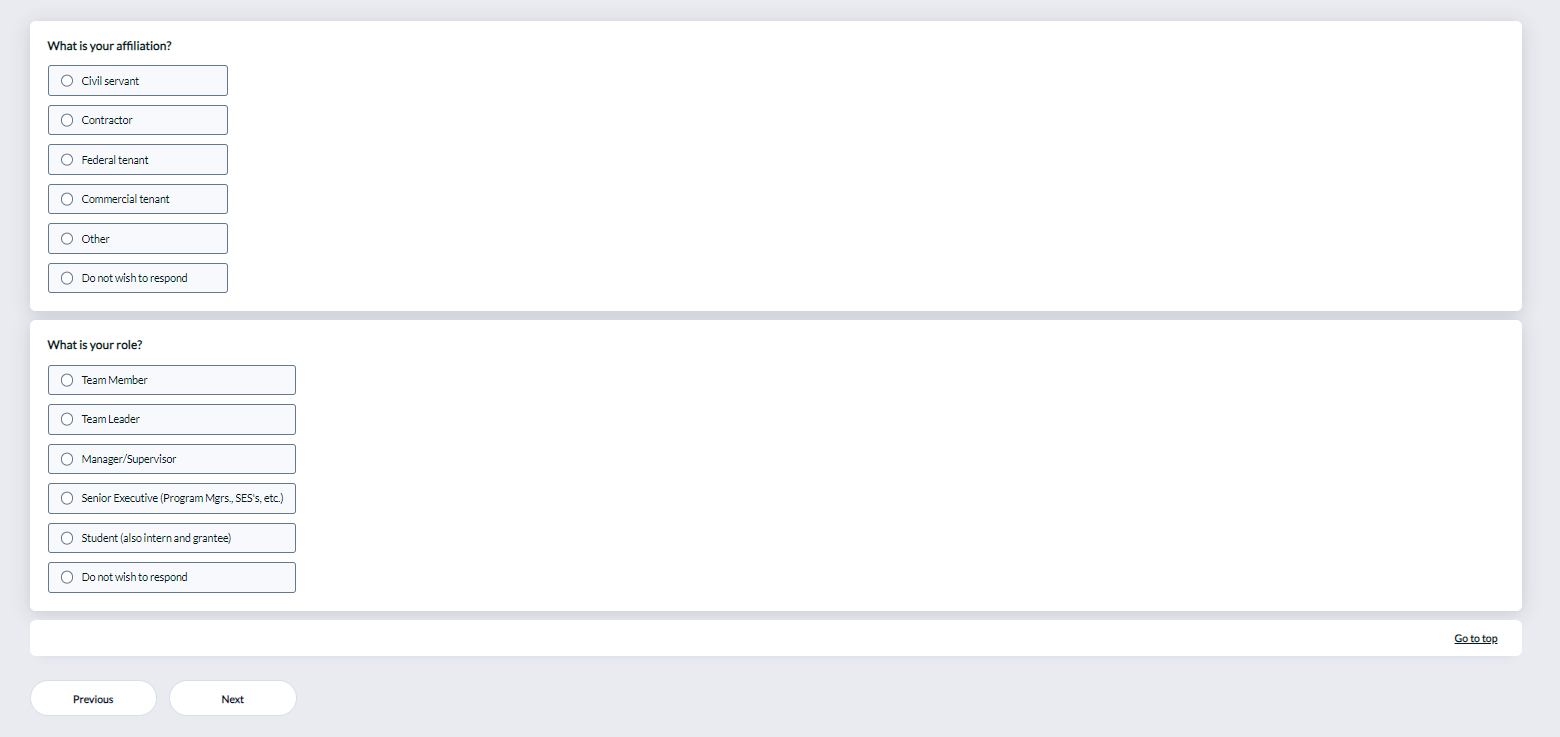 What is your affiliation?
Civil servant
Contractor
Federal tenant
Commercial tenant
Other
Do not wish to respond
What is your role?
Team Member
Team Leader
Manager/Supervisor
Senior Executive (Program Mgrs., SES's, etc.)
Student (also intern and grantee)
Do not wish to respond
Go to top
Previous
Next